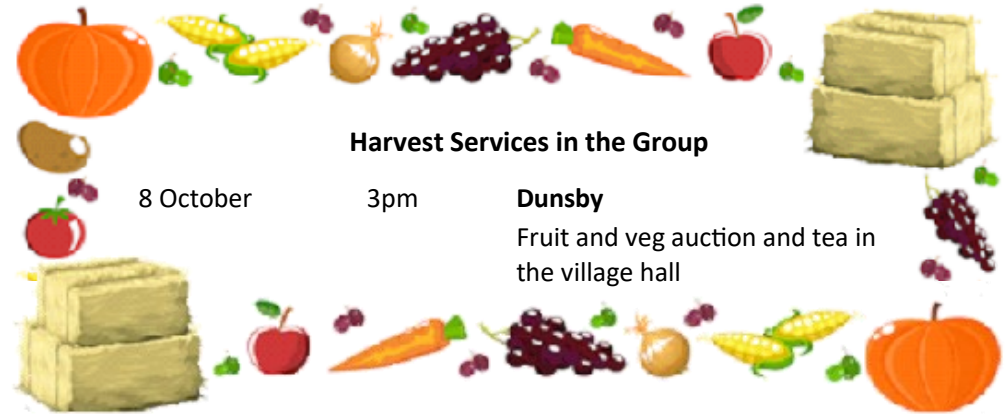 Harvest Services in the Group
8 October 3pm Dunsby
Fruit and veg auction and tea in
the village hall